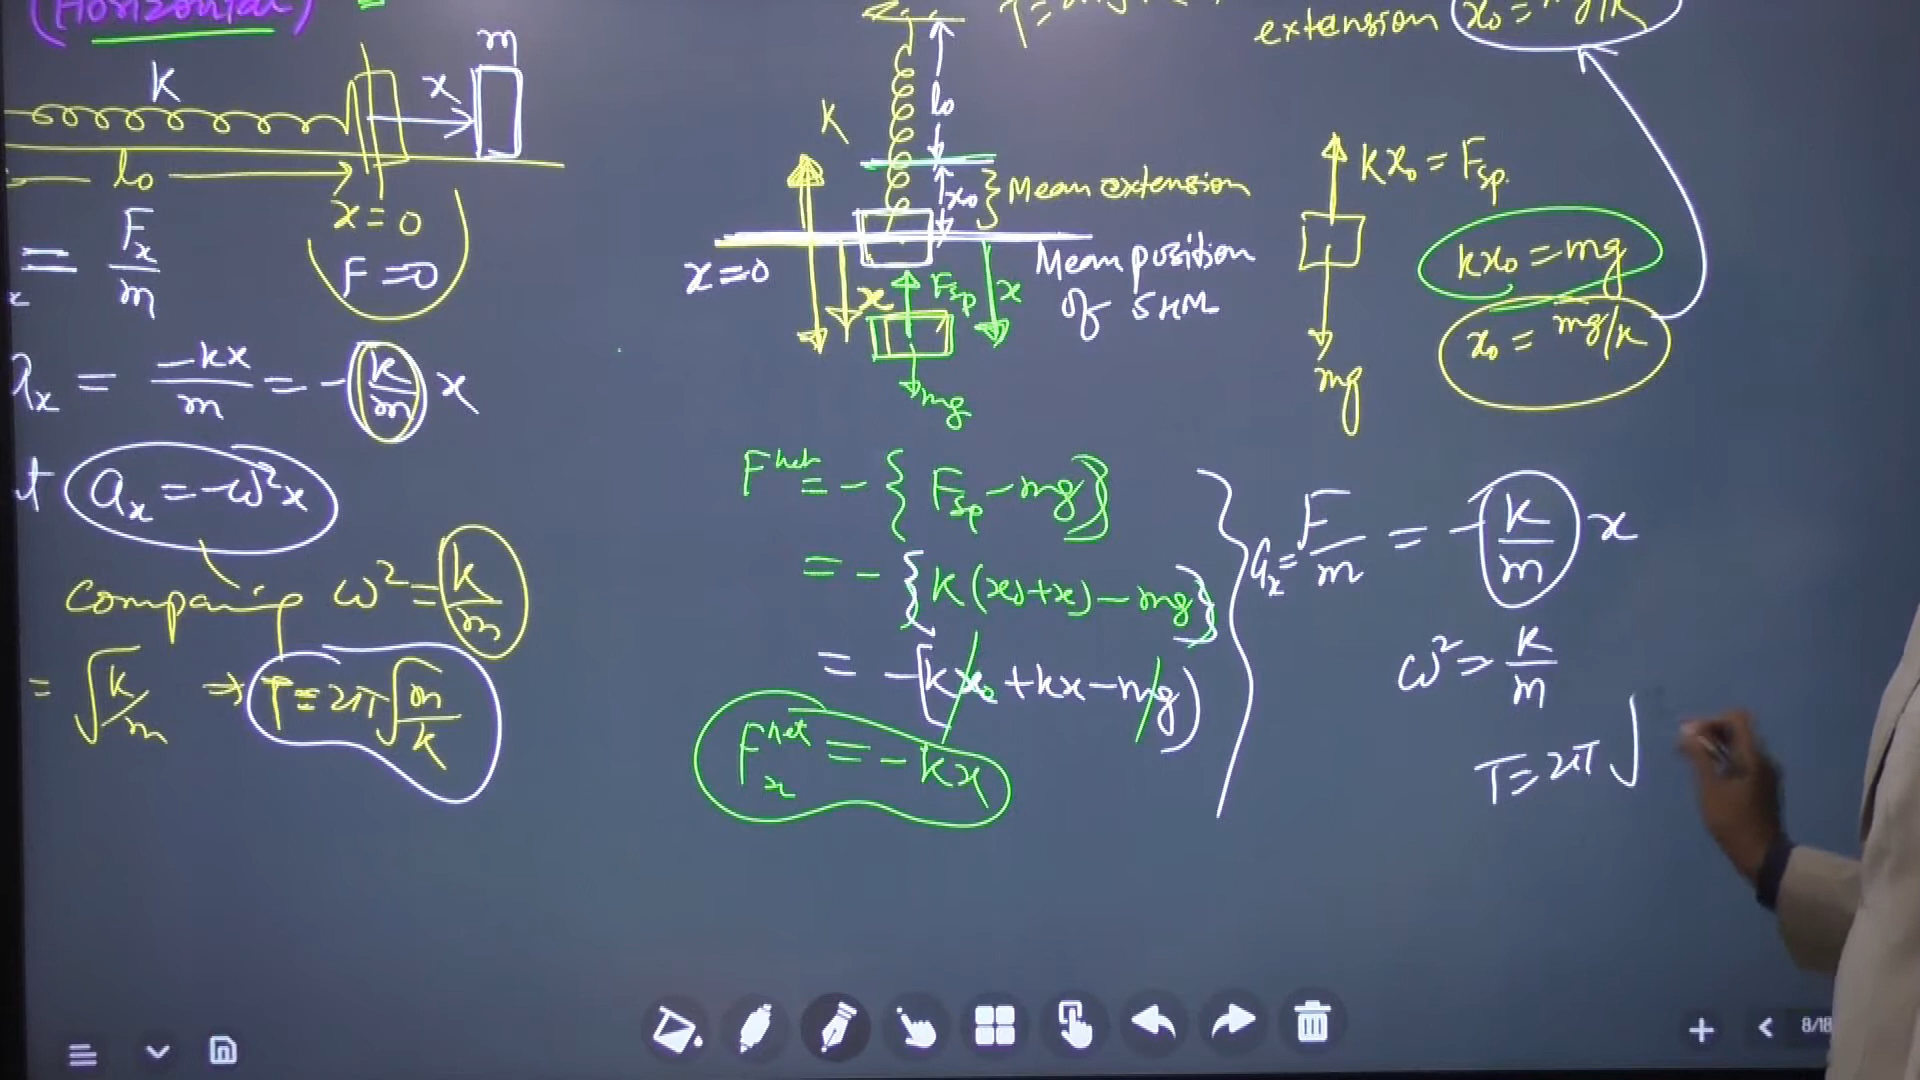 (Horizontal)
K
x
m
l₀
x = 0
F = 0
= Fₓ/m
aₓ = -kx/m = -(k/m) x
t aₓ = -ω²x
comparing ω² = k/m
= √k/m ⇒ T = 2π√m/k
extension x₀ = mg/k
K
l₀
x₀ } Mean extension
x = 0
Mean position
of SHM
x
Fsp
x
mg
kx₀ = Fsp.
mg
kx₀ = mg
x₀ = mg/k
Fⁿᵉᵗ = -{Fsp - mg}
= -{K(x₀+x) - mg}
= -(kx₀ + kx - mg)
Fₓⁿᵉᵗ = -kx
aₓ = F/m = -(k/m) x
ω² = k/m
T = 2π√
8/18